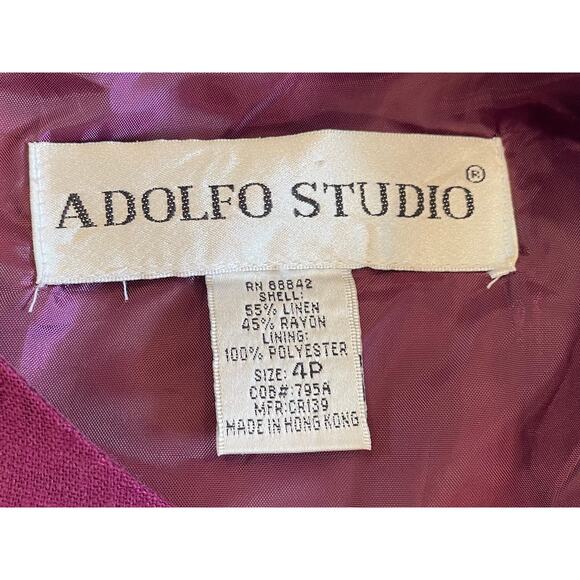 ADOLFO STUDIO®
RN 88842
SHELL:
55% LINEN
45% RAYON
LINING:
100% POLYESTER
SIZE: 4P
COB#:795A
MFR:CR139
MADE IN HONG KONG